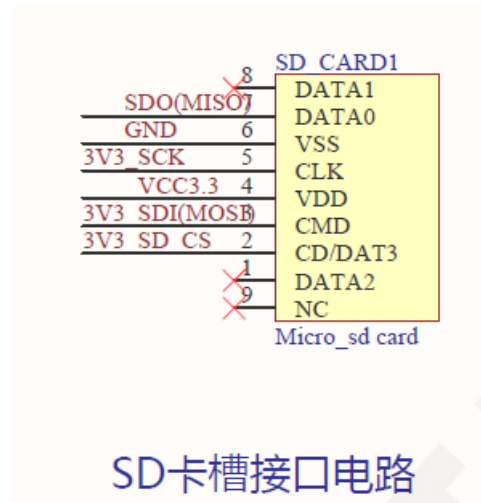 SD_CARD1
8 DATA1
SDO(MISO) 7 DATA0
GND 6 VSS
3V3_SCK 5 CLK
VCC3.3 4 VDD
3V3_SDI(MOSI) 3 CMD
3V3_SD_CS 2 CD/DAT3
1 DATA2
9 NC
Micro_sd card
SD卡槽接口电路